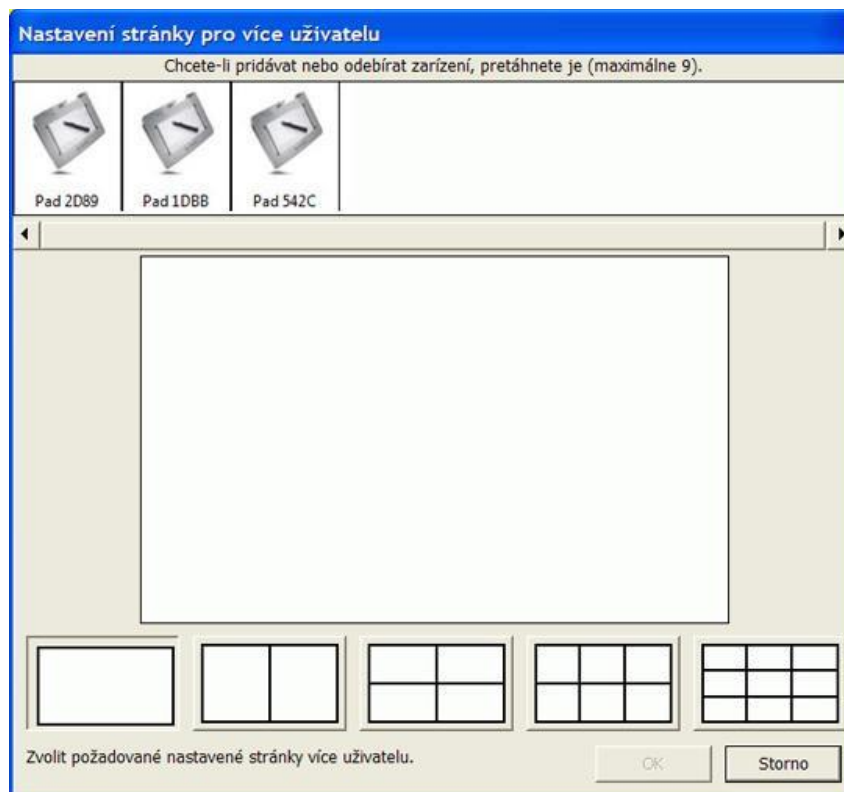 Nastavení stránky pro více uživatelu
Chcete-li pridávat nebo odebírat zarízení, pretáhnete je (maximálne 9).
Pad 2D89
Pad 1DBB
Pad 542C
Zvolit požadované nastavené stránky více uživatelu.
OK
Storno